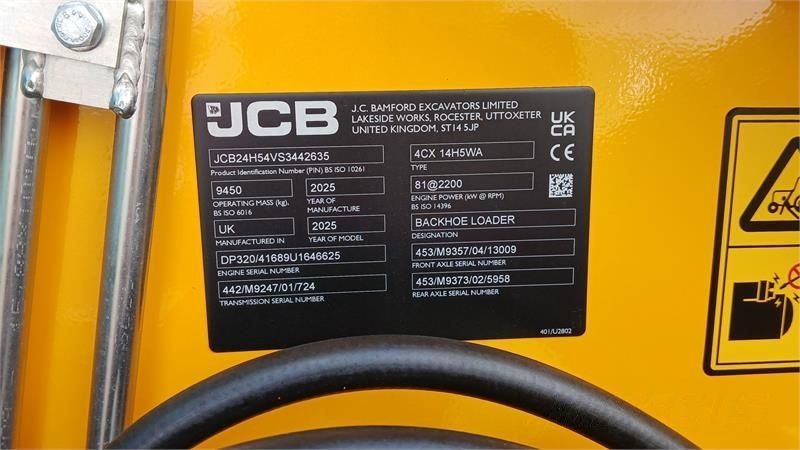 JCB
J.C. BAMFORD EXCAVATORS LIMITED
LAKESIDE WORKS, ROCESTER, UTTOXETER
UNITED KINGDOM, ST14 5JP
UK
CA
CE
JCB24H54VS3442635
Product Identification Number (PIN) BS ISO 10261
9450
OPERATING MASS (kg),
BS ISO 6016
2025
YEAR OF
MANUFACTURE
UK
MANUFACTURED IN
2025
YEAR OF MODEL
DP320/41689U1646625
ENGINE SERIAL NUMBER
442/M9247/01/724
TRANSMISSION SERIAL NUMBER
4CX 14H5WA
TYPE
81@2200
ENGINE POWER (kW @ RPM)
BS ISO 14396
BACKHOE LOADER
DESIGNATION
453/M9357/04/13009
FRONT AXLE SERIAL NUMBER
453/M9373/02/5958
REAR AXLE SERIAL NUMBER
401/U2802